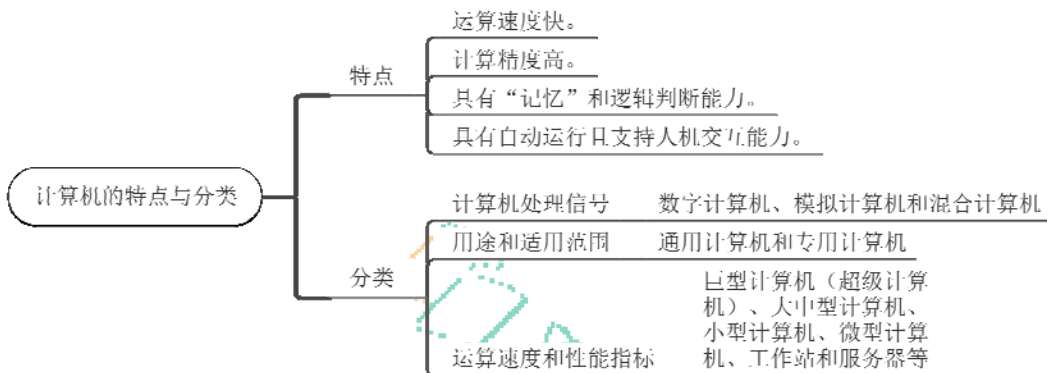 运算速度快。
计算精度高。
特点
具有“记忆”和逻辑判断能力。
具有自动运行且支持人机交互能力。
计算机的特点与分类
计算机处理信号 数字计算机、模拟计算机和混合计算机
用途和适用范围 通用计算机和专用计算机
分类
巨型计算机（超级计算
机）、大中型计算机、
小型计算机、微型计算
运算速度和性能指标 机、工作站和服务器等